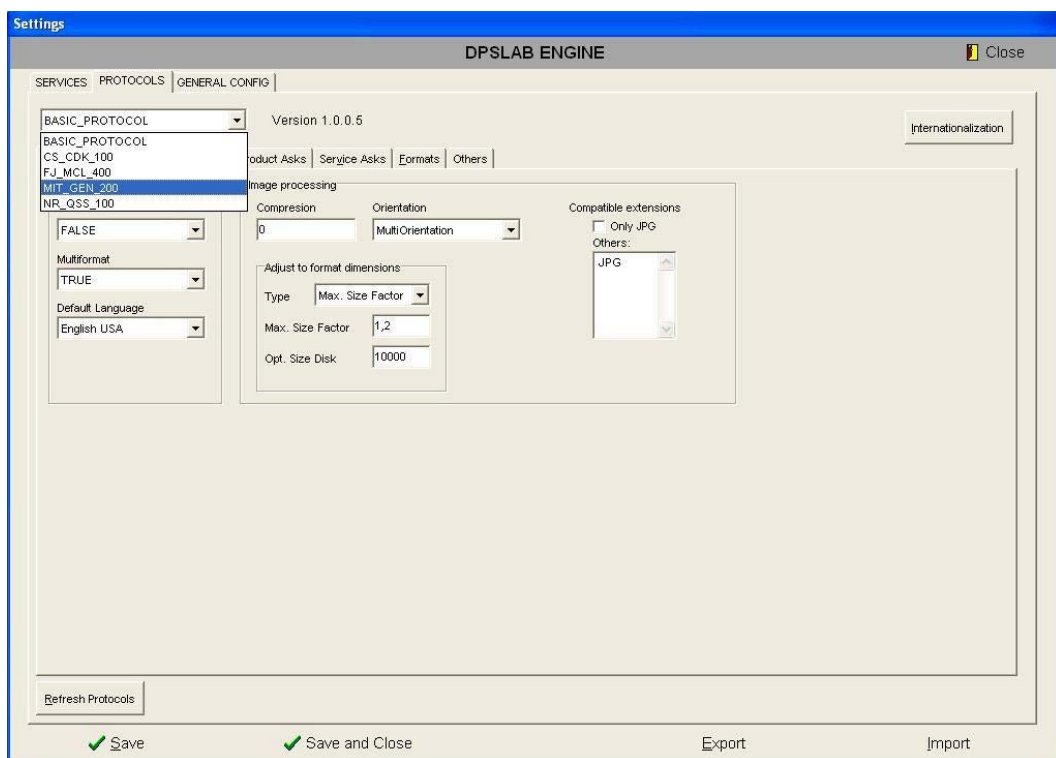 Settings
DPSLAB ENGINE
Close
SERVICES PROTOCOLS GENERAL CONFIG
BASIC_PROTOCOL Version 1.0.0.5 Internationalization
BASIC_PROTOCOL
CS_CDK_100
FJ_MCL_400
MIT_GEN_200
NR_QSS_100
Asks Service Asks Formats Others
Image processing
Compresion Orientation Compatible extensions
FALSE 0 MultiOrientation Only JPG
Others:
JPG
Multiformat
TRUE
Default Language
English USA
Adjust to format dimensions
Type Max. Size Factor
Max. Size Factor 1,2
Opt. Size Disk 10000
Refresh Protocols
Save Save and Close Export Import